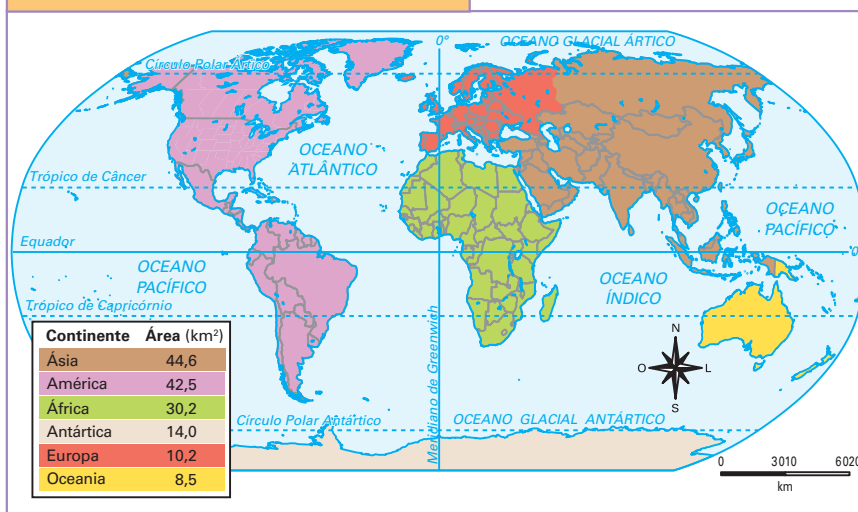 0°
OCEANO GLACIAL ÁRTICO
Círculo Polar Ártico
OCEANO
ATLÂNTICO
Trópico de Câncer
OCEANO
PACÍFICO
Equador
0°
OCEANO
PACÍFICO
OCEANO
ÍNDICO
Trópico de Capricórnio
Meridiano de Greenwish
Continente Área (km²)
Ásia 44,6
América 42,5
África 30,2
Antártica 14,0
Europa 10,2
Oceania 8,5
N
O L
S
Círculo Polar Antártico
OCEANO GLACIAL ANTÁRTICO
0 3010 6020
km